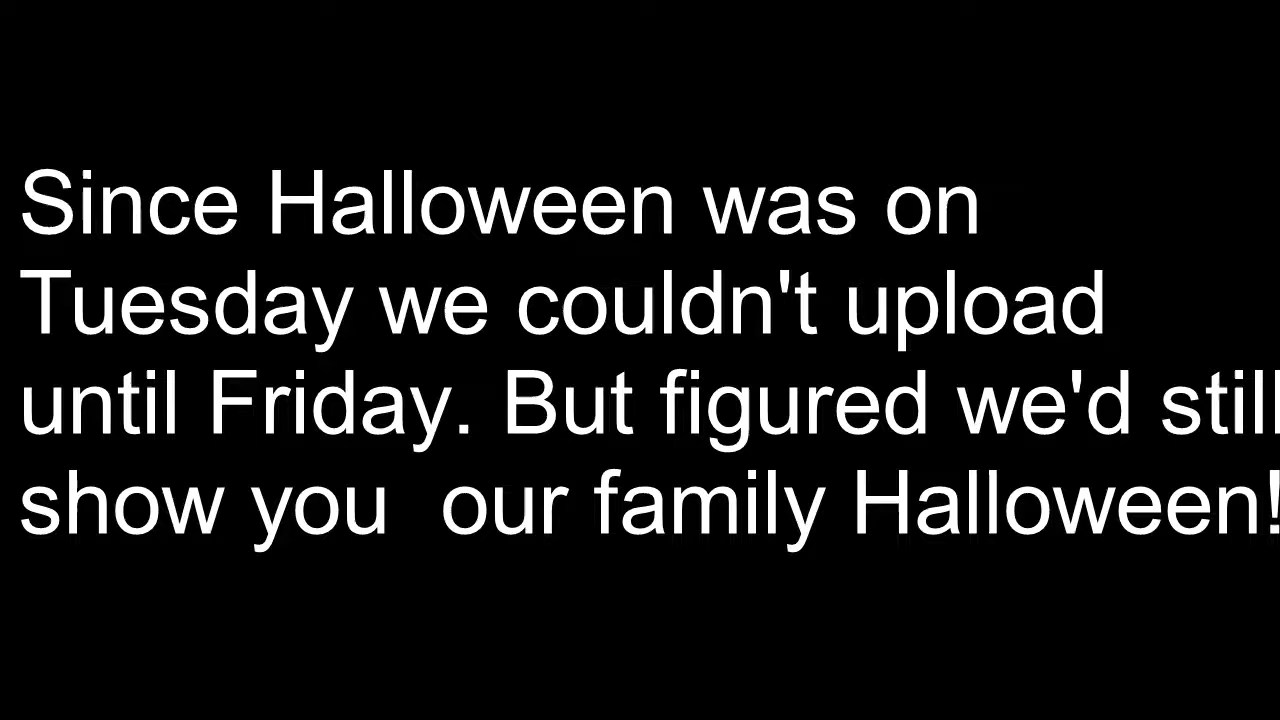 Since Halloween was on
Tuesday we couldn't upload
until Friday. But figured we'd still
show you  our family Halloween!